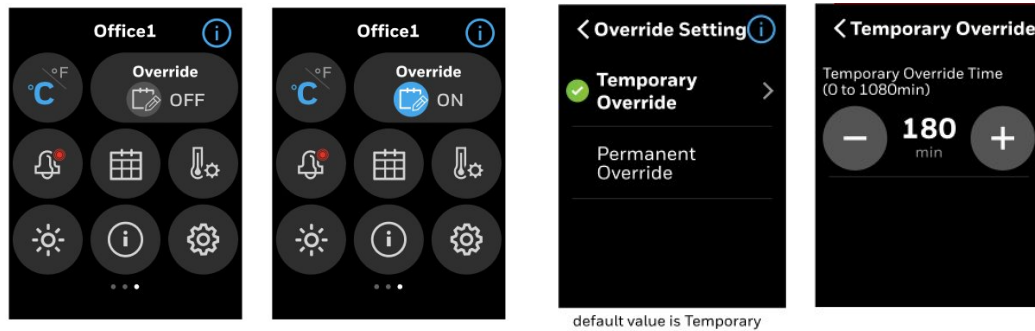 Office1
°C °F
Override
OFF
Office1
°C °F
Override
ON
Override Setting
Temporary
Override
Permanent
Override
default value is Temporary
Temporary Override
Temporary Override Time
(0 to 1080min)
− 180 +
min